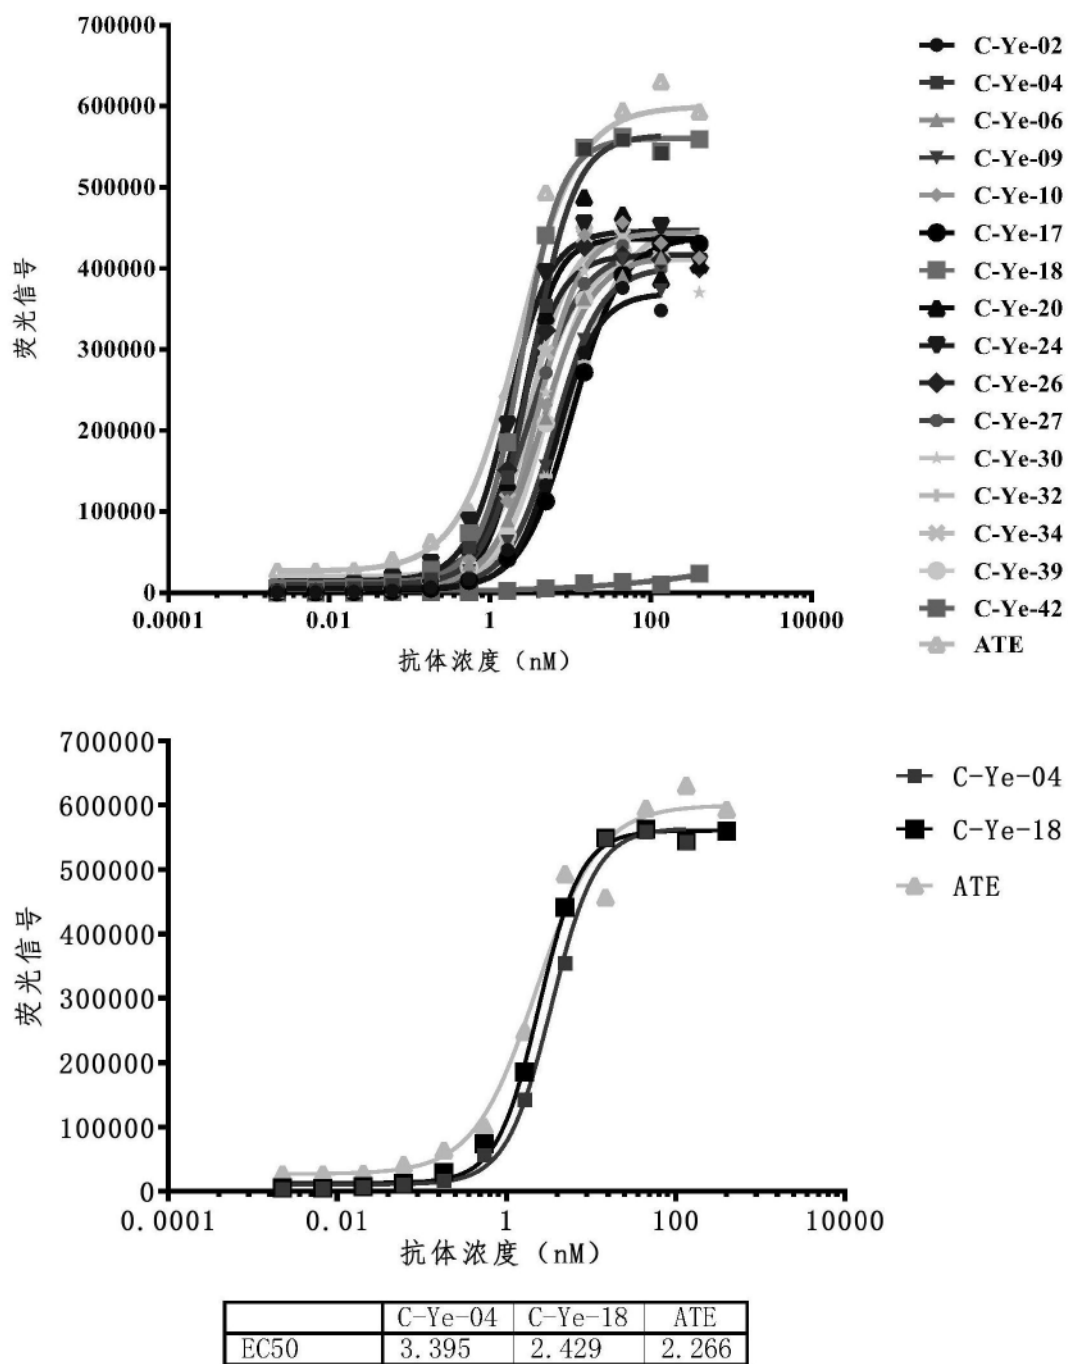 700000
600000
500000
400000
300000
200000
100000
0
荧光信号
0.0001
0.01
1
100
10000
抗体浓度（nM）
C-Ye-02
C-Ye-04
C-Ye-06
C-Ye-09
C-Ye-10
C-Ye-17
C-Ye-18
C-Ye-20
C-Ye-24
C-Ye-26
C-Ye-27
C-Ye-30
C-Ye-32
C-Ye-34
C-Ye-39
C-Ye-42
ATE
700000
600000
500000
400000
300000
200000
100000
0
荧光信号
0.0001
0.01
1
100
10000
抗体浓度（nM）
C-Ye-04
C-Ye-18
ATE
C-Ye-04 C-Ye-18 ATE
EC50 3.395 2.429 2.266